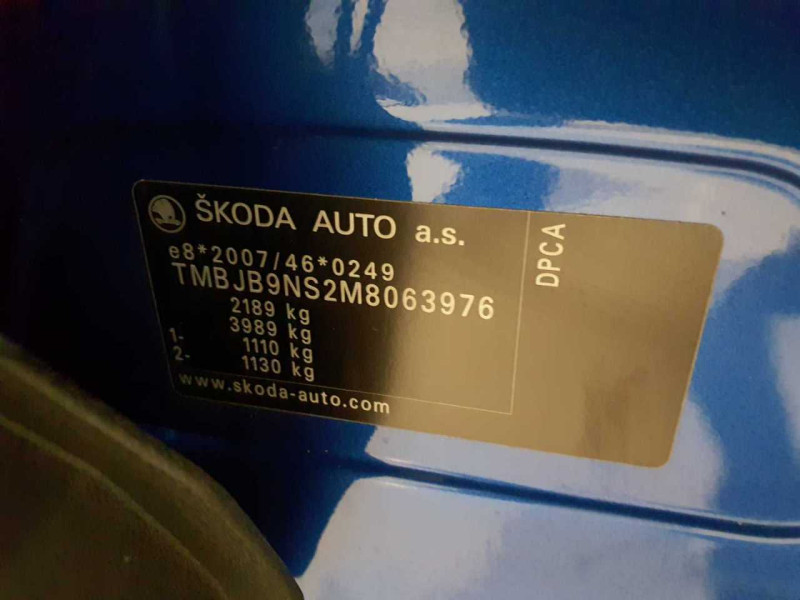 ŠKODA AUTO a.s.
e8*2007/46*0249
TMBJB9NS2M8063976
2189 kg
3989 kg
1- 1110 kg
2- 1130 kg
www.skoda-auto.com
DPCA